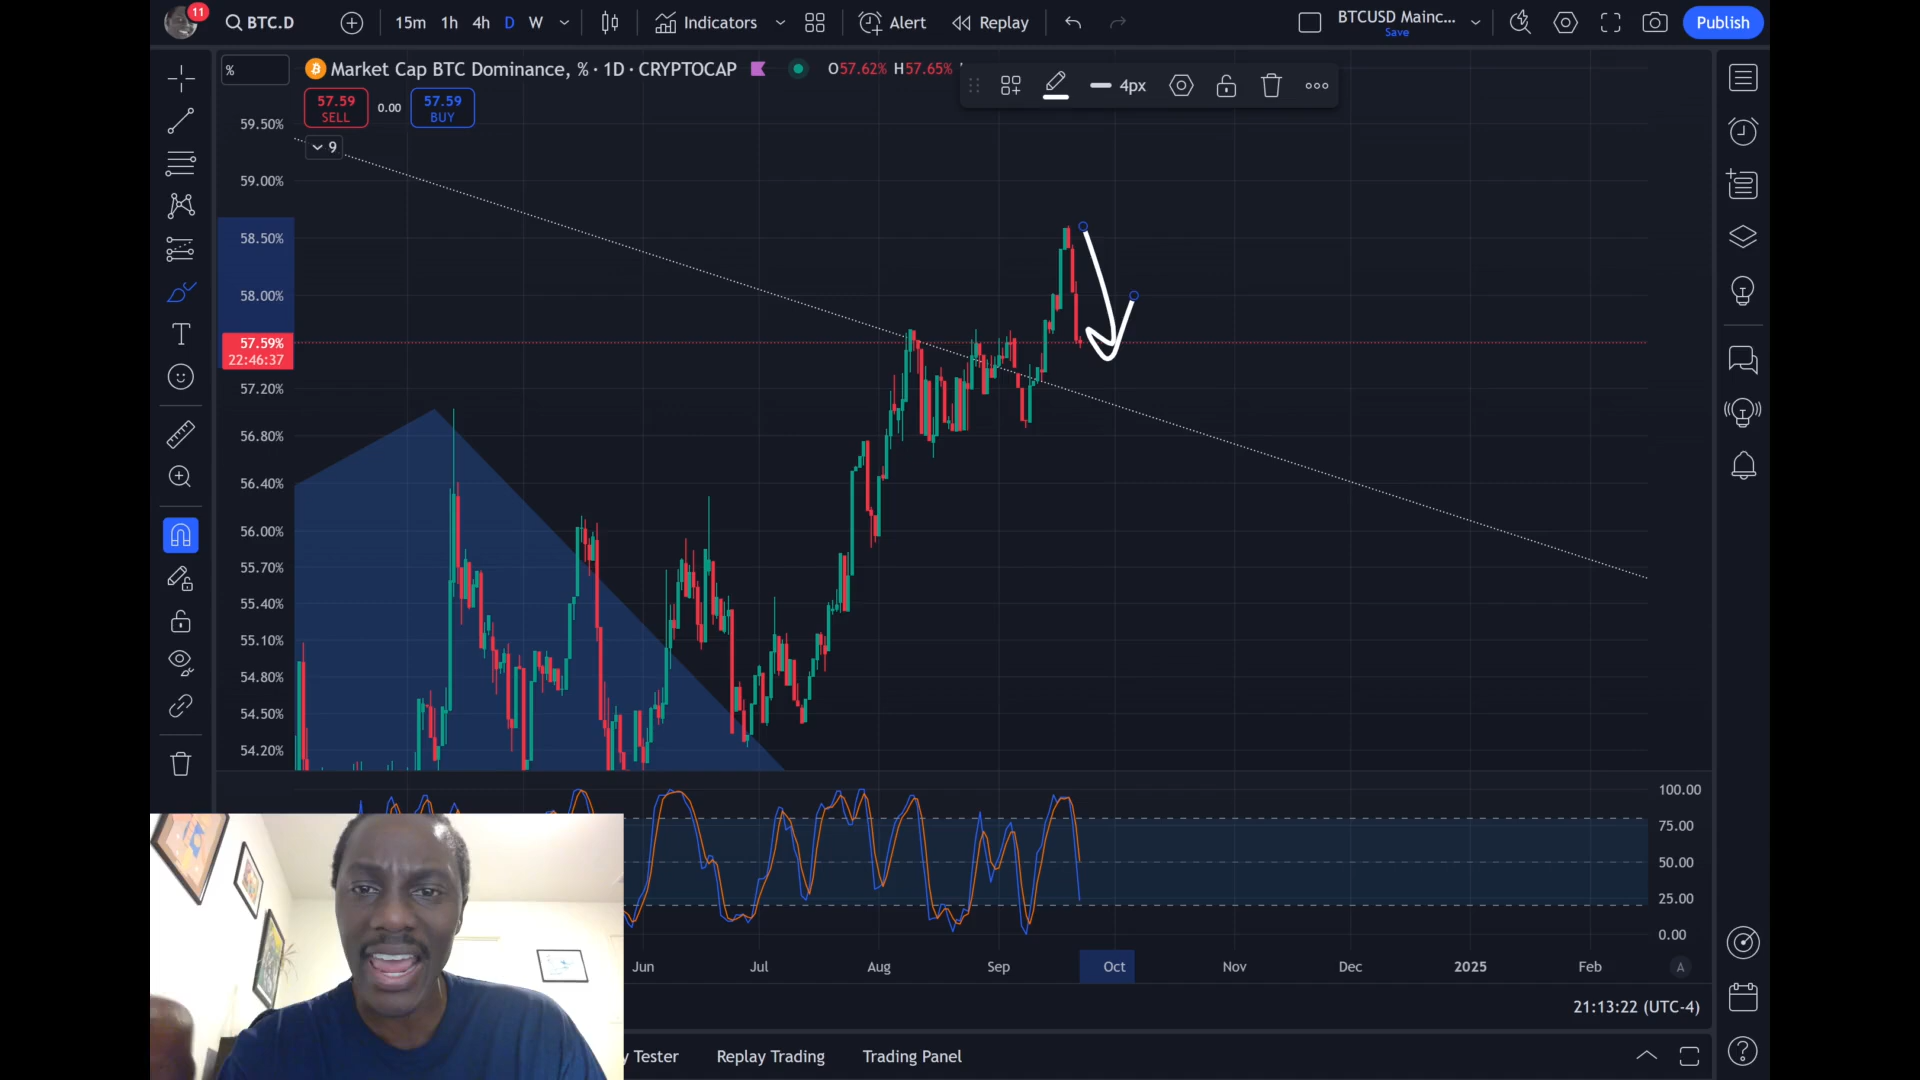 11
BTC.D
15m 1h 4h D W
Indicators
Alert
Replay
BTCUSD Mainc...
Save
Publish
%
Market Cap BTC Dominance, % · 1D · CRYPTOCAP
O57.62% H57.65%
4px
57.59
SELL
0.00
57.59
BUY
9
59.50%
59.00%
58.50%
58.00%
57.59%
22:46:37
57.20%
56.80%
56.40%
56.00%
55.70%
55.40%
55.10%
54.80%
54.50%
54.20%
100.00
75.00
50.00
25.00
0.00
Jun Jul Aug Sep Oct Nov Dec 2025 Feb
A
21:13:22 (UTC-4)
y Tester
Replay Trading
Trading Panel